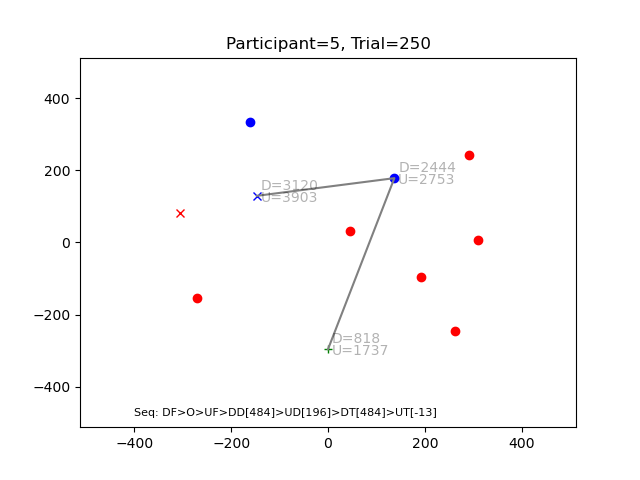 Participant=5, Trial=250
400
200
0
−200
−400
D=2444
U=2753
D=3120
U=3903
D=818
U=1737
Seq: DF>O>UF>DD[484]>UD[196]>DT[484]>UT[-13]
−400
−200
0
200
400